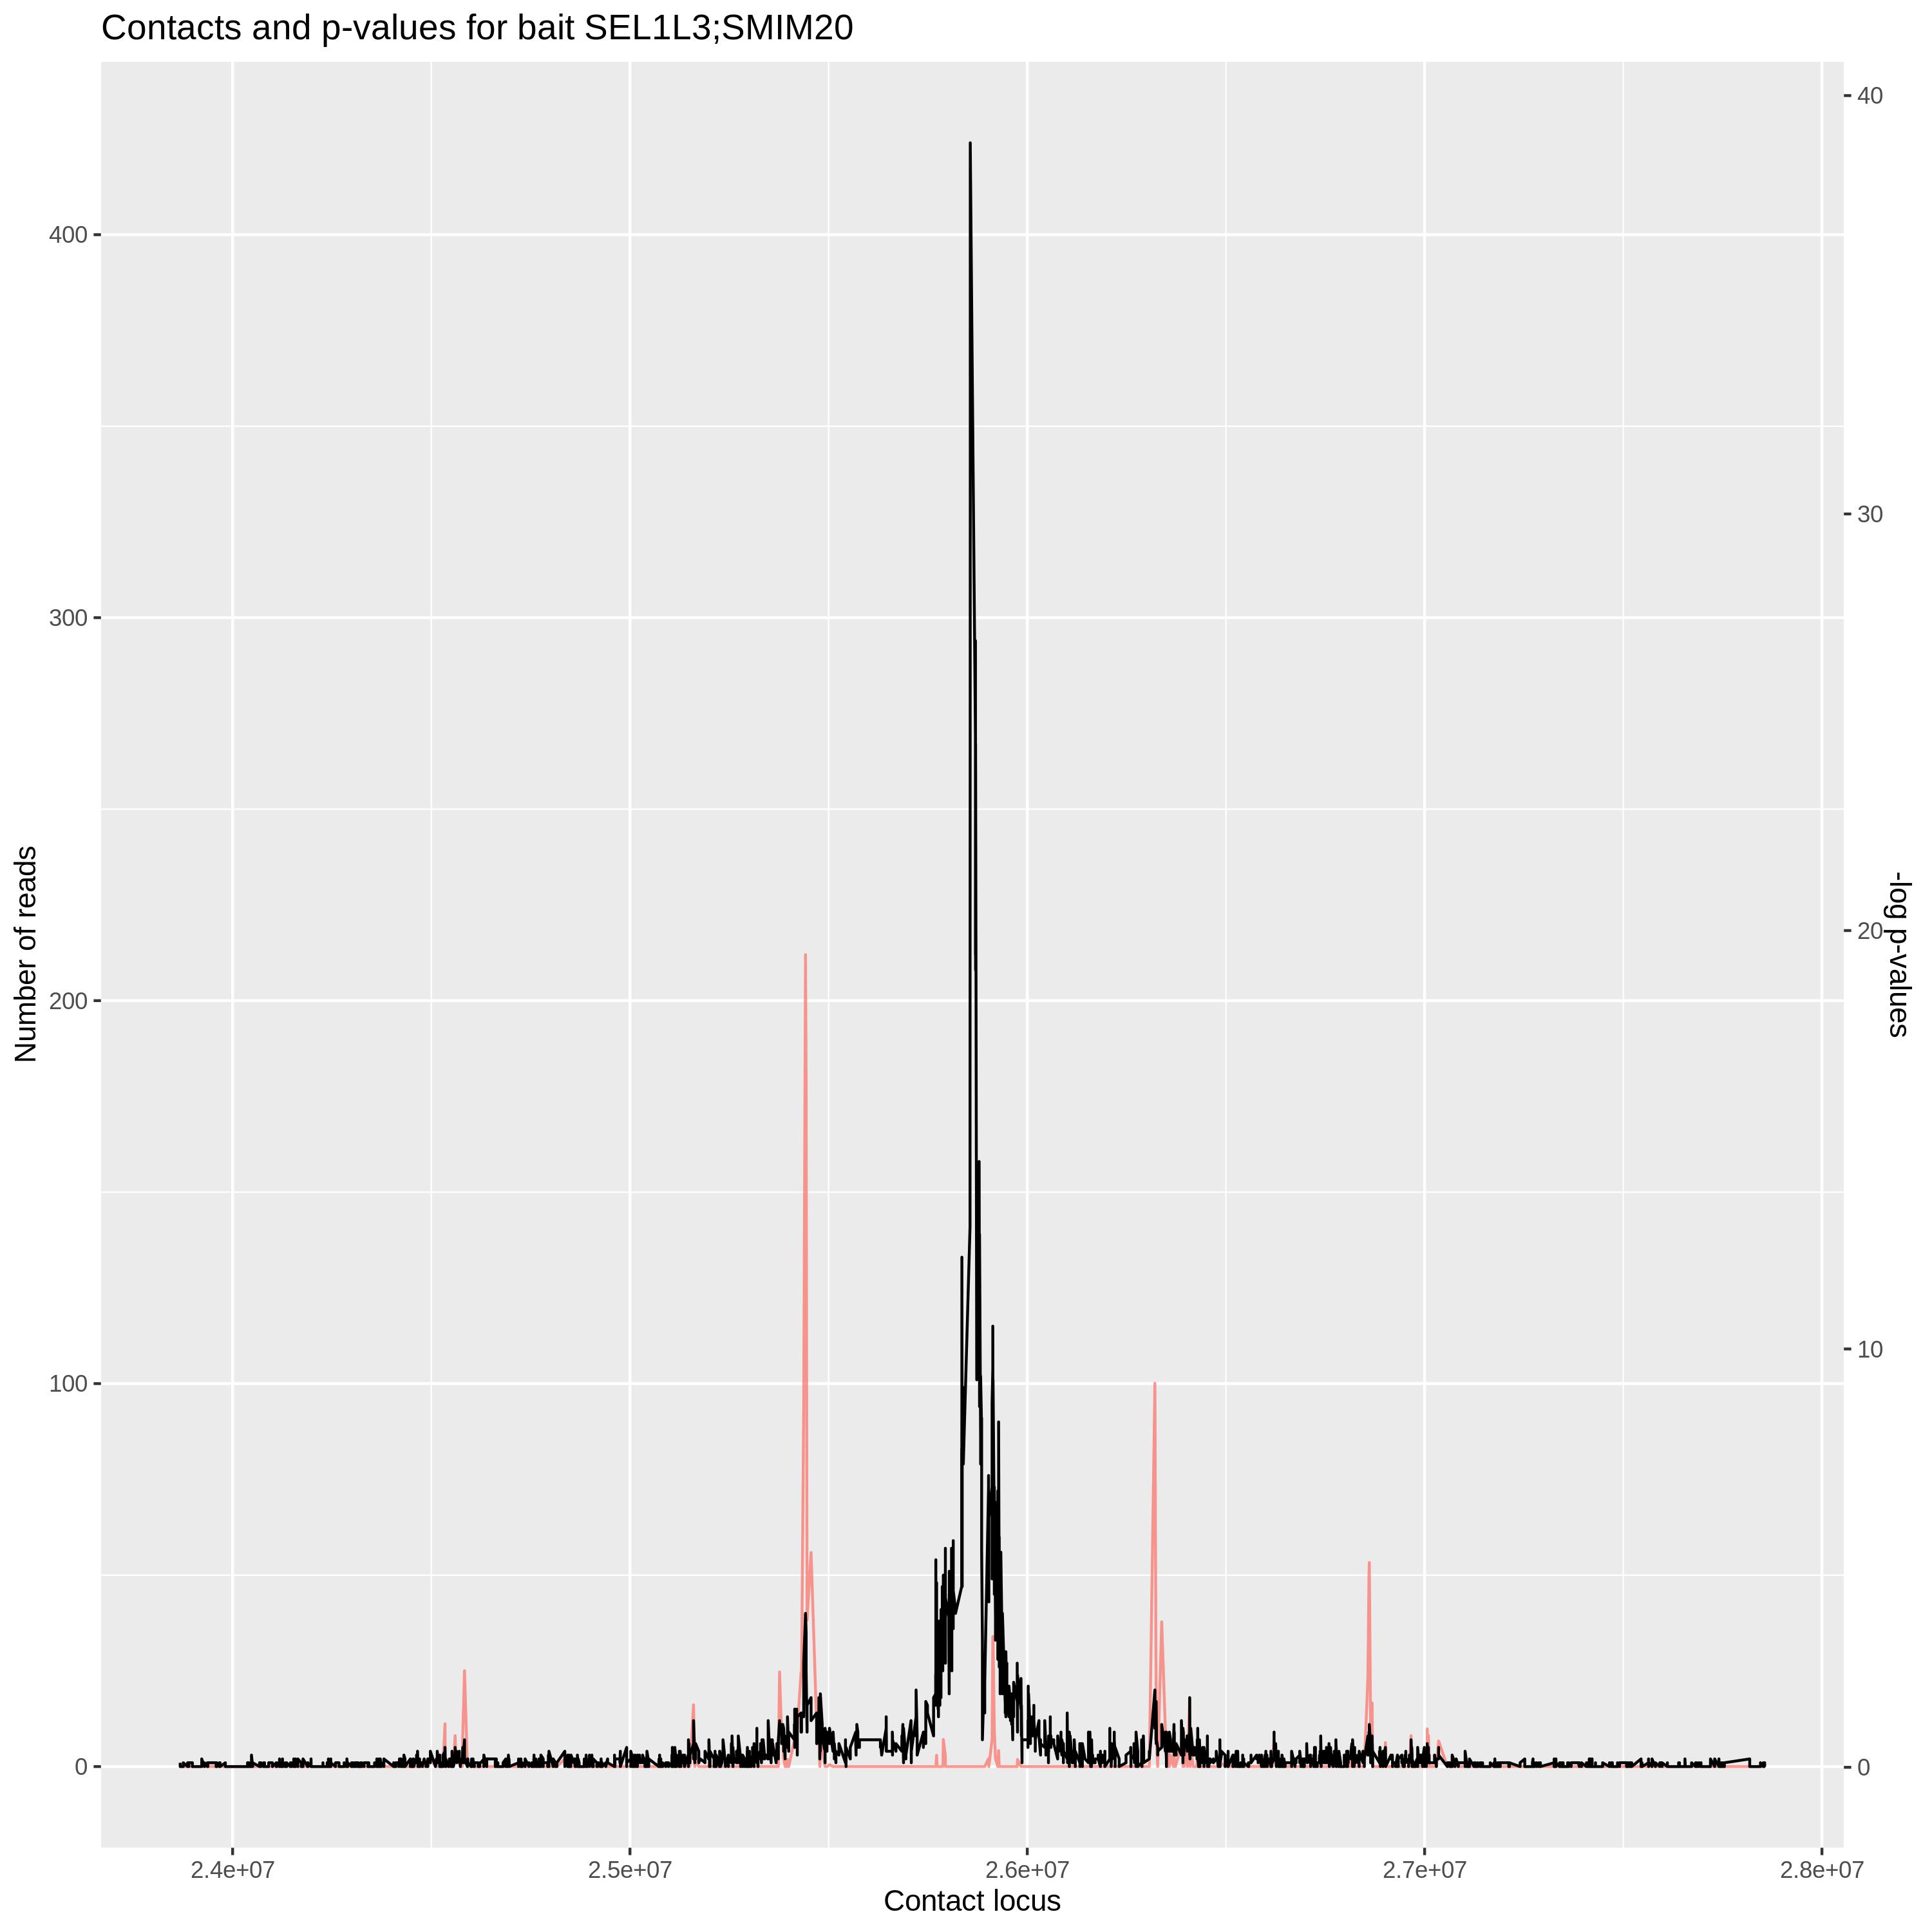 Contacts and p-values for bait SEL1L3;SMIM20
Number of reads
400
300
200
100
0
40
30
20
10
0
-log p-values
2.4e+07
2.5e+07
2.6e+07
2.7e+07
2.8e+07
Contact locus